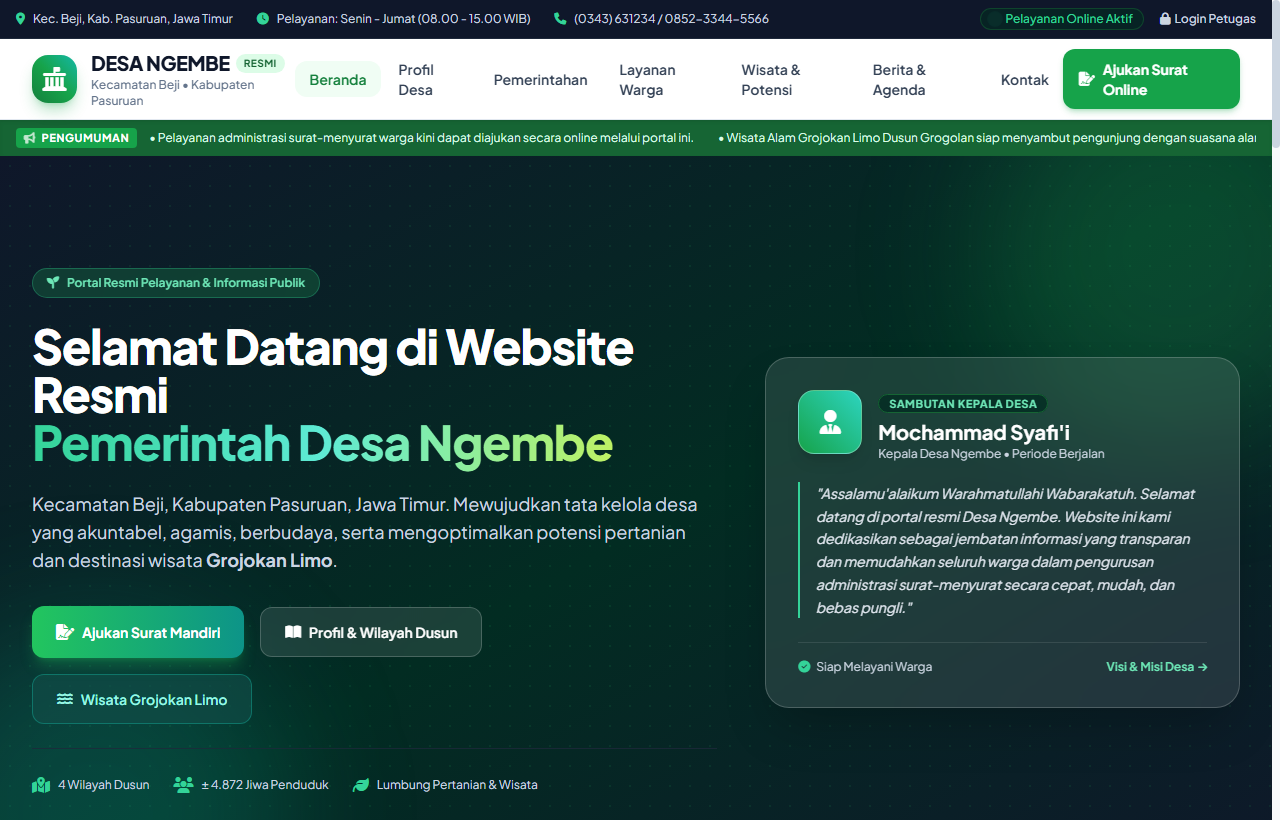 Kec. Beji, Kab. Pasuruan, Jawa Timur
Pelayanan: Senin - Jumat (08.00 - 15.00 WIB)
(0343) 631234 / 0852-3344-5566
Pelayanan Online Aktif
Login Petugas
DESA NGEMBE
RESMI
Kecamatan Beji • Kabupaten
Pasuruan
Beranda
Profil
Desa
Pemerintahan
Layanan
Warga
Wisata &
Potensi
Berita &
Agenda
Kontak
Ajukan Surat
Online
PENGUMUMAN
• Pelayanan administrasi surat-menyurat warga kini dapat diajukan secara online melalui portal ini.
• Wisata Alam Grojokan Limo Dusun Grogolan siap menyambut pengunjung dengan suasana
Portal Resmi Pelayanan & Informasi Publik
Selamat Datang di Website
Resmi
Pemerintah Desa Ngembe
Kecamatan Beji, Kabupaten Pasuruan, Jawa Timur. Mewujudkan tata kelola desa
yang akuntabel, agamis, berbudaya, serta mengoptimalkan potensi pertanian
dan destinasi wisata Grojokan Limo.
Ajukan Surat Mandiri
Profil & Wilayah Dusun
Wisata Grojokan Limo
4 Wilayah Dusun
± 4.872 Jiwa Penduduk
Lumbung Pertanian & Wisata
SAMBUTAN KEPALA DESA
Mochammad Syafi'i
Kepala Desa Ngembe • Periode Berjalan
"Assalamu'alaikum Warahmatullahi Wabarakatuh. Selamat
datang di portal resmi Desa Ngembe. Website ini kami
dedikasikan sebagai jembatan informasi yang transparan
dan memudahkan seluruh warga dalam pengurusan
administrasi surat-menyurat secara cepat, mudah, dan
bebas pungli."
Siap Melayani Warga
Visi & Misi Desa →